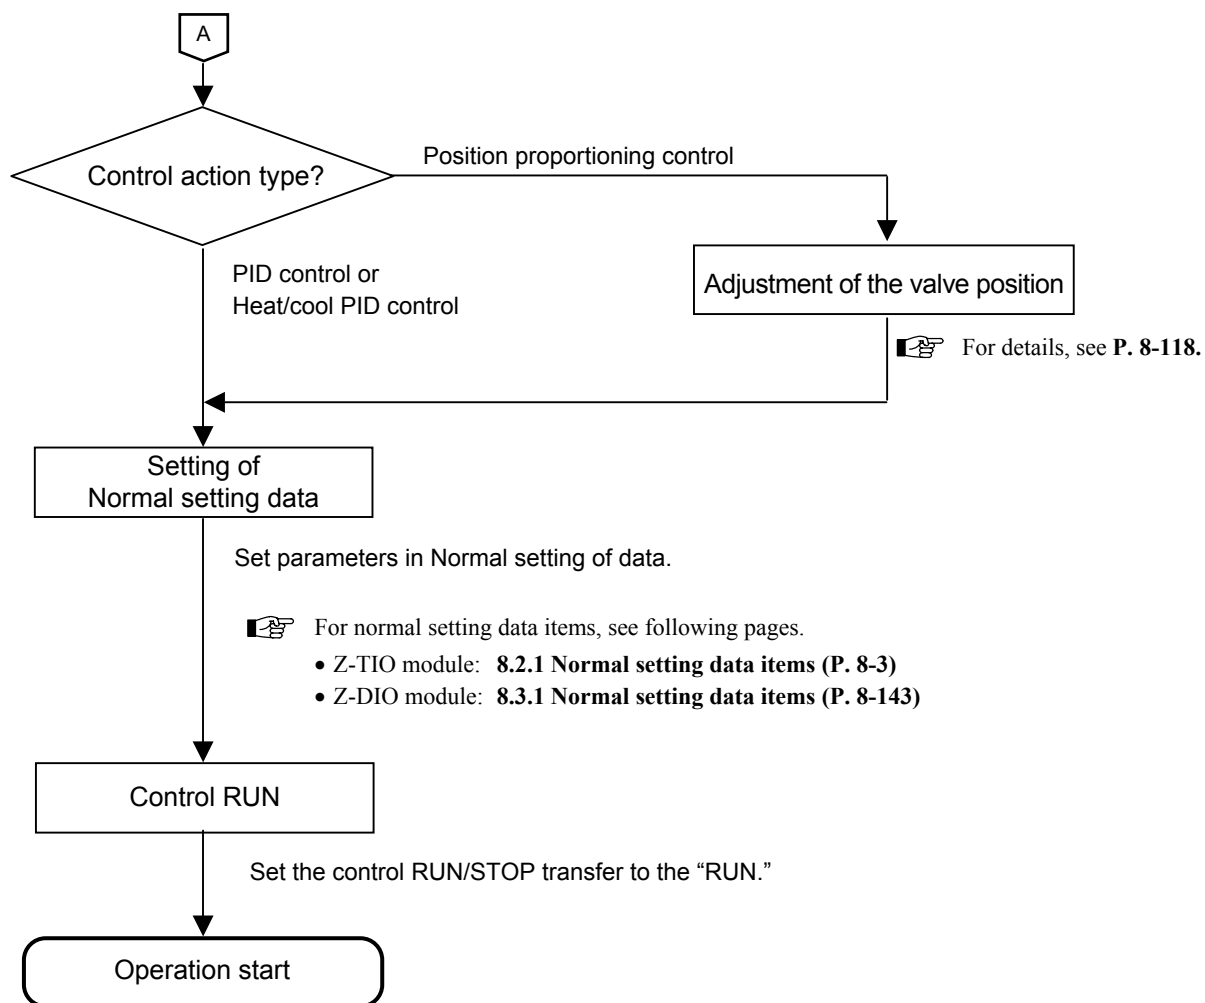 A
Control action type?
Position proportioning control
PID control or
Heat/cool PID control
Adjustment of the valve position
For details, see P. 8-118.
Setting of
Normal setting data
Set parameters in Normal setting of data.
For normal setting data items, see following pages.
• Z-TIO module: 8.2.1 Normal setting data items (P. 8-3)
• Z-DIO module: 8.3.1 Normal setting data items (P. 8-143)
Control RUN
Set the control RUN/STOP transfer to the “RUN.”
Operation start